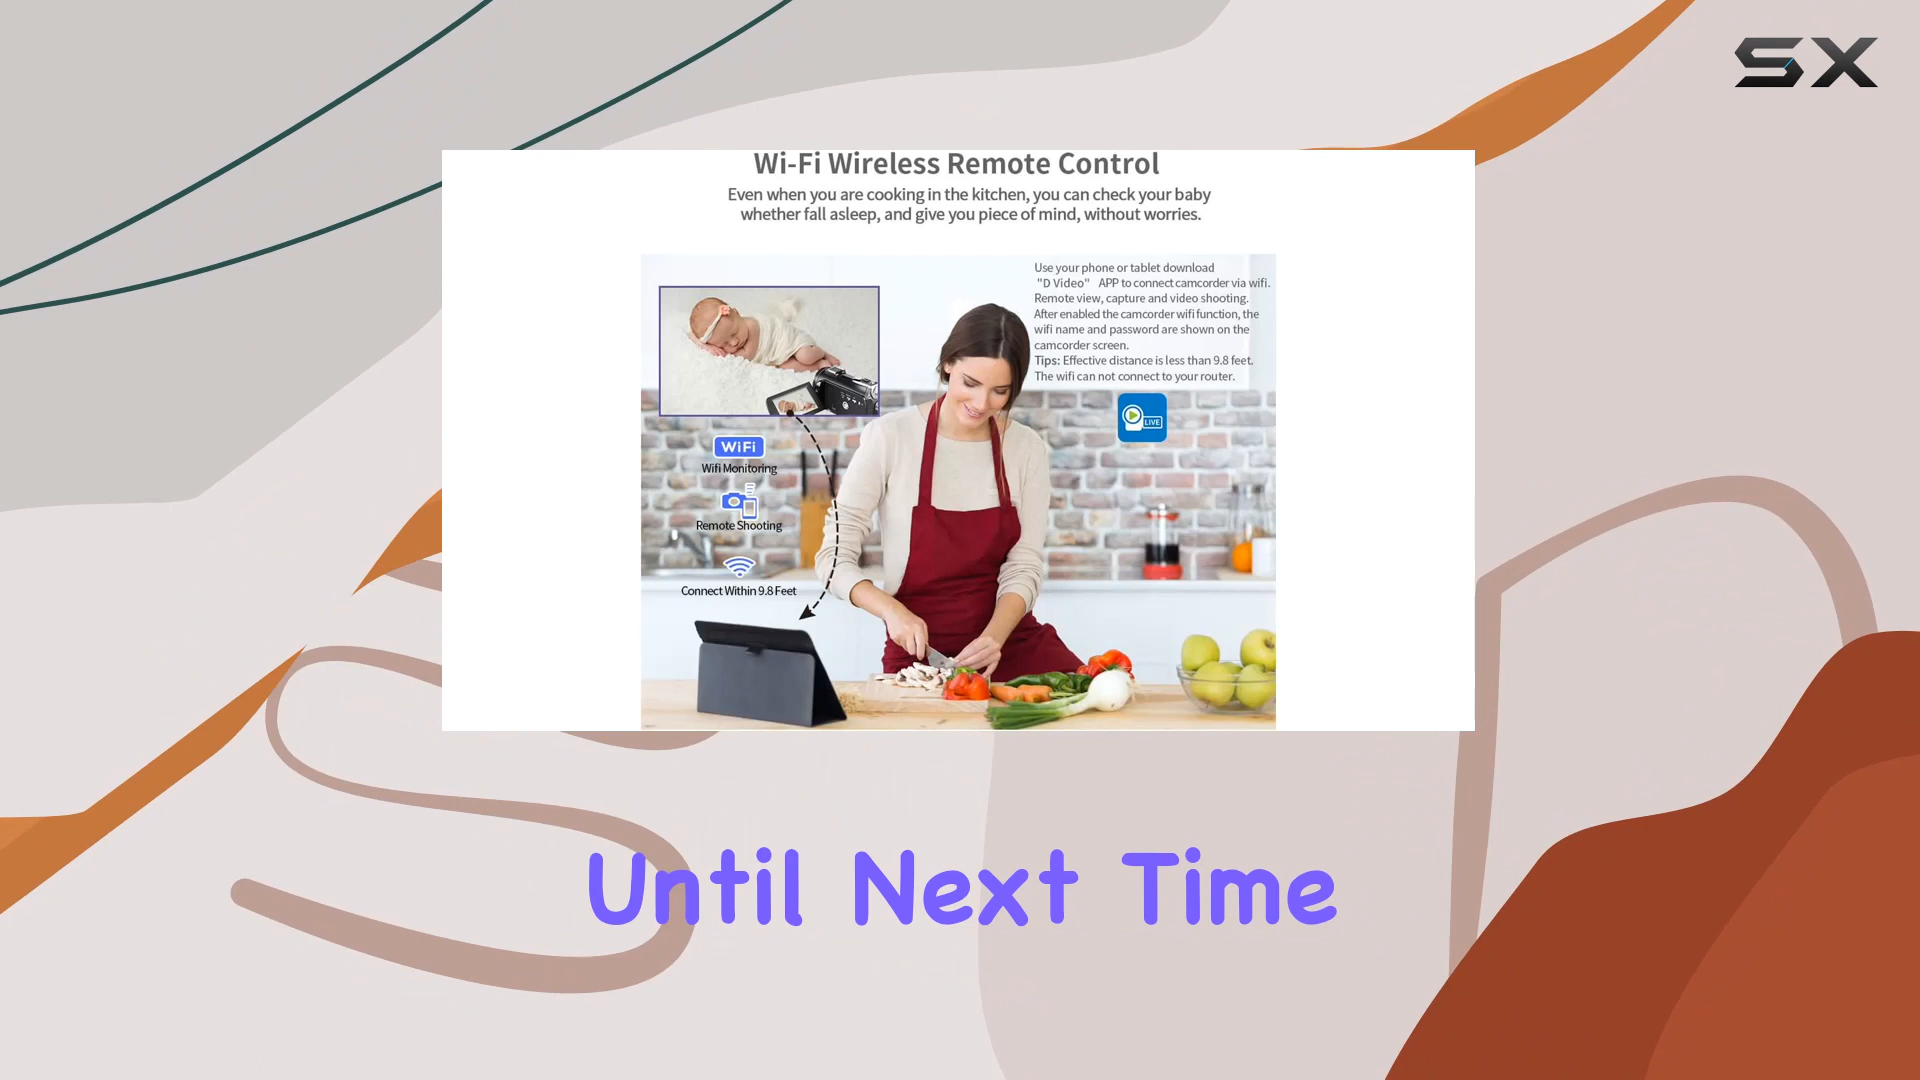 SX
Wi-Fi Wireless Remote Control
Even when you are cooking in the kitchen, you can check your baby
whether fall asleep, and give you piece of mind, without worries.
Use your phone or tablet download
"D Video" APP to connect camcorder via wifi.
Remote view, capture and video shooting.
After enabled the camcorder wifi function, the
wifi name and password are shown on the
camcorder screen.
Tips: Effective distance is less than 9.8 feet.
The wifi can not connect to your router.
LIVE
WiFi
Wifi Monitoring
Remote Shooting
Connect Within 9.8 Feet
Until Next Time